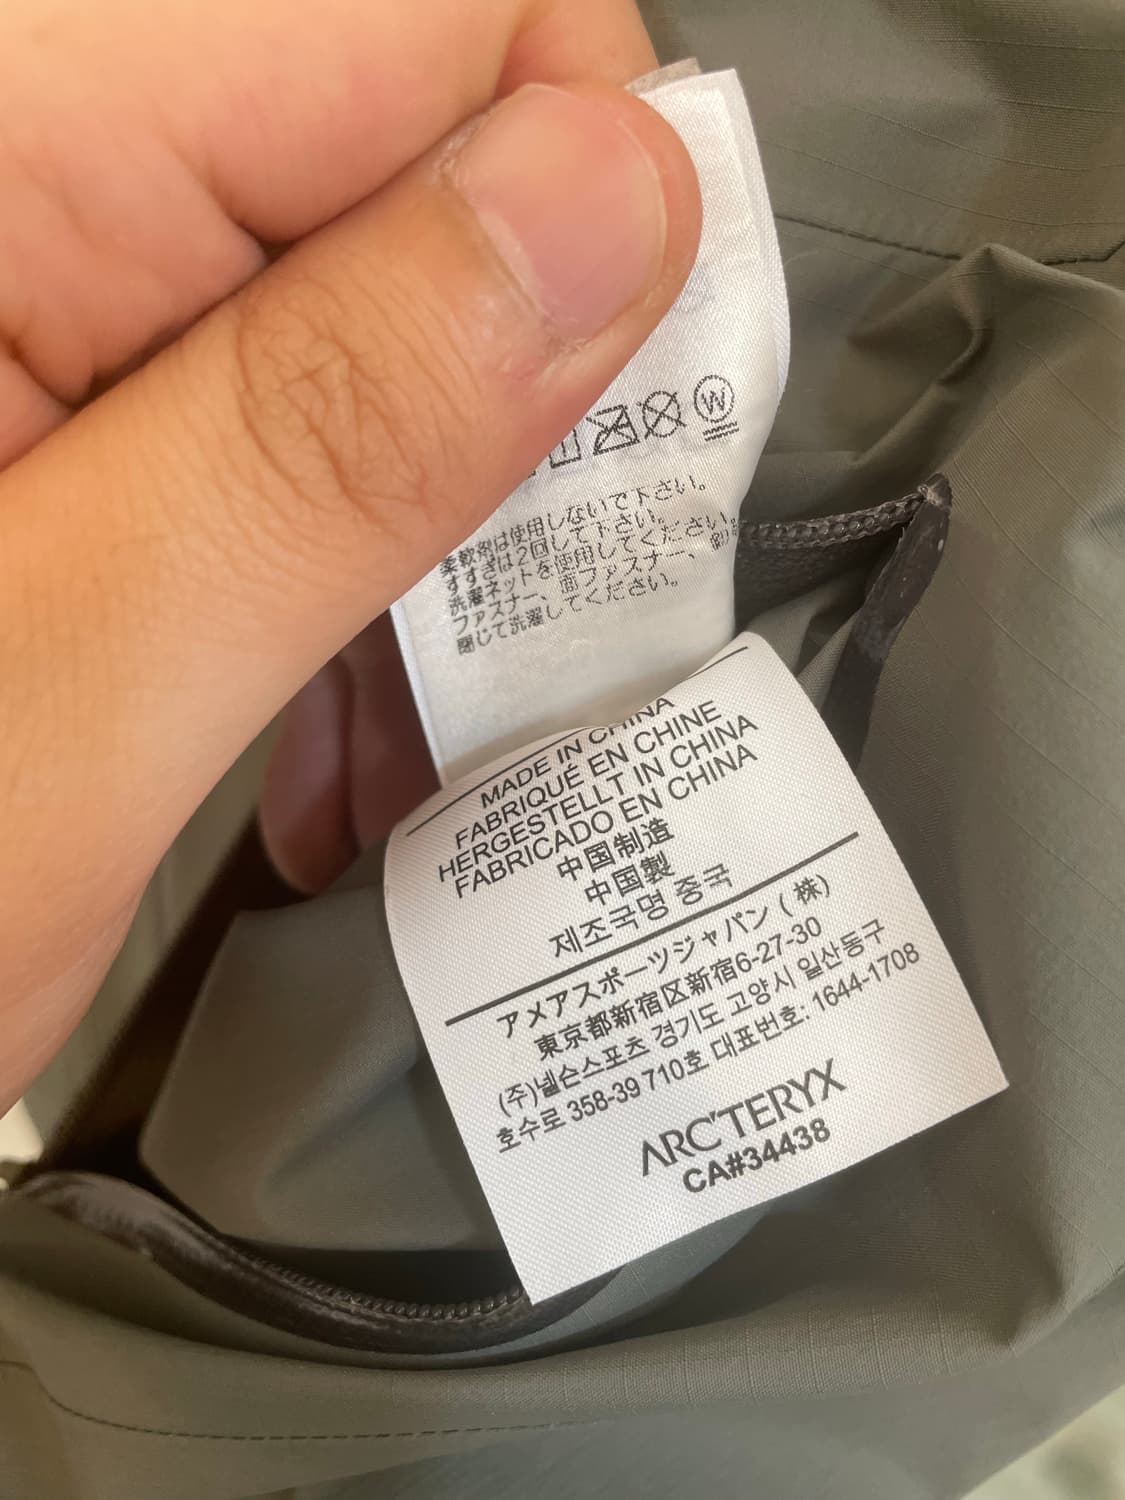 W
柔軟剤は使用しないで下さい。
すすぎは2回して下さい。
洗濯ネットを使用してください。
ファスナー、面ファスナー、
閉じて洗濯してください。
MADE IN CHINA
FABRIQUÉ EN CHINE
HERGESTELLT IN CHINA
FABRICADO EN CHINA
中国制造
中国製
제조국명 중국
アメアスポーツジャパン (株)
東京都新宿区新宿6-27-30
(주)넬슨스포츠 경기도 고양시 일산동구
호수로 358-39 710호 대표번호: 1644-1708
ARC'TERYX
CA#34438